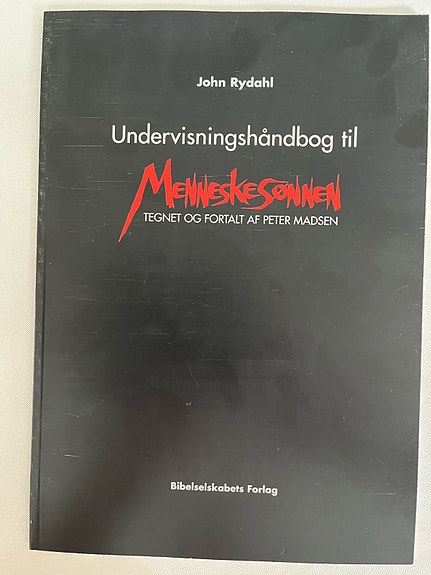 John Rydahl
Undervisningshåndbog til
MENNESKESØNNEN
TEGNET OG FORTALT AF PETER MADSEN
Bibelselskabets Forlag